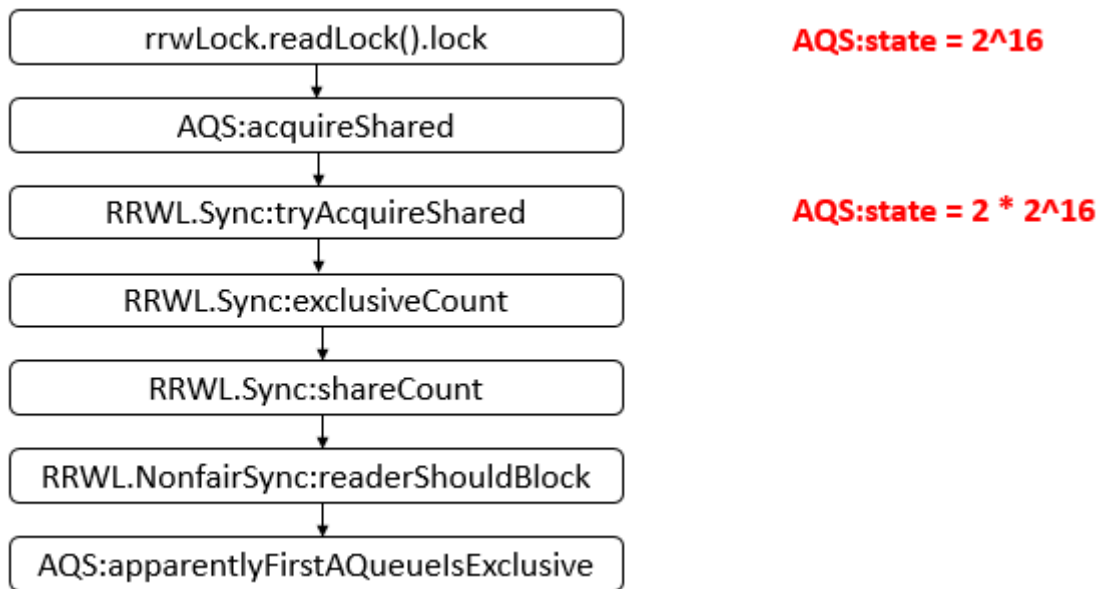 rrwLock.readLock().lock
AQS:state = 2^16
AQS:acquireShared
RRWL.Sync:tryAcquireShared
AQS:state = 2 * 2^16
RRWL.Sync:exclusiveCount
RRWL.Sync:shareCount
RRWL.NonfairSync:readerShouldBlock
AQS:apparentlyFirstAQueueIsExclusive